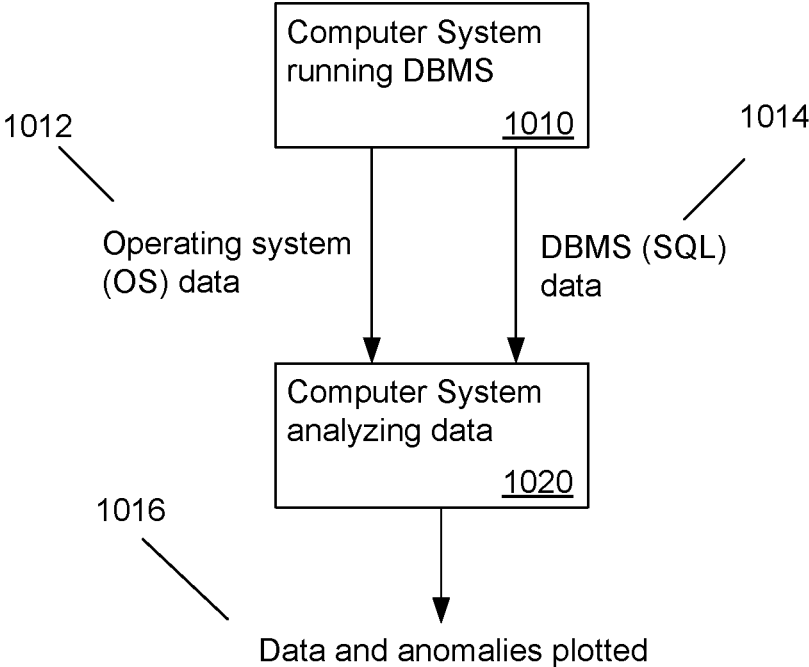 Computer System
running DBMS
1010
1012
1014
Operating system
(OS) data
DBMS (SQL)
data
Computer System
analyzing data
1020
1016
Data and anomalies plotted